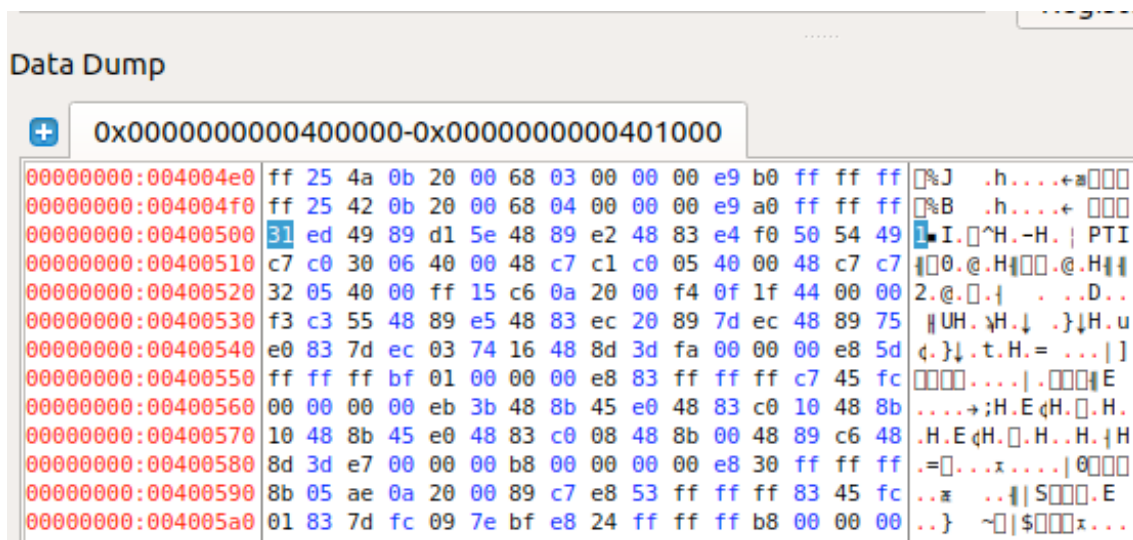 Data Dump
0x0000000000400000-0x0000000000401000
00000000:004004e0 ff 25 4a 0b 20 00 68 03 00 00 00 e9 b0 ff ff ff
00000000:004004f0 ff 25 42 0b 20 00 68 04 00 00 00 e9 a0 ff ff ff
00000000:00400500 31 ed 49 89 d1 5e 48 89 e2 48 83 e4 f0 50 54 49
00000000:00400510 c7 c0 30 06 40 00 48 c7 c1 c0 05 40 00 48 c7 c7
00000000:00400520 32 05 40 00 ff 15 c6 0a 20 00 f4 0f 1f 44 00 00
00000000:00400530 f3 c3 55 48 89 e5 48 83 ec 20 89 7d ec 48 89 75
00000000:00400540 e0 83 7d ec 03 74 16 48 8d 3d fa 00 00 00 e8 5d
00000000:00400550 ff ff ff bf 01 00 00 00 e8 83 ff ff ff c7 45 fc
00000000:00400560 00 00 00 00 eb 3b 48 8b 45 e0 48 83 c0 10 48 8b
00000000:00400570 10 48 8b 45 e0 48 83 c0 08 48 8b 00 48 89 c6 48
00000000:00400580 8d 3d e7 00 00 00 b8 00 00 00 00 e8 30 ff ff ff
00000000:00400590 8b 05 ae 0a 20 00 89 c7 e8 53 ff ff ff 83 45 fc
00000000:004005a0 01 83 7d fc 09 7e bf e8 24 ff ff ff b8 00 00 00